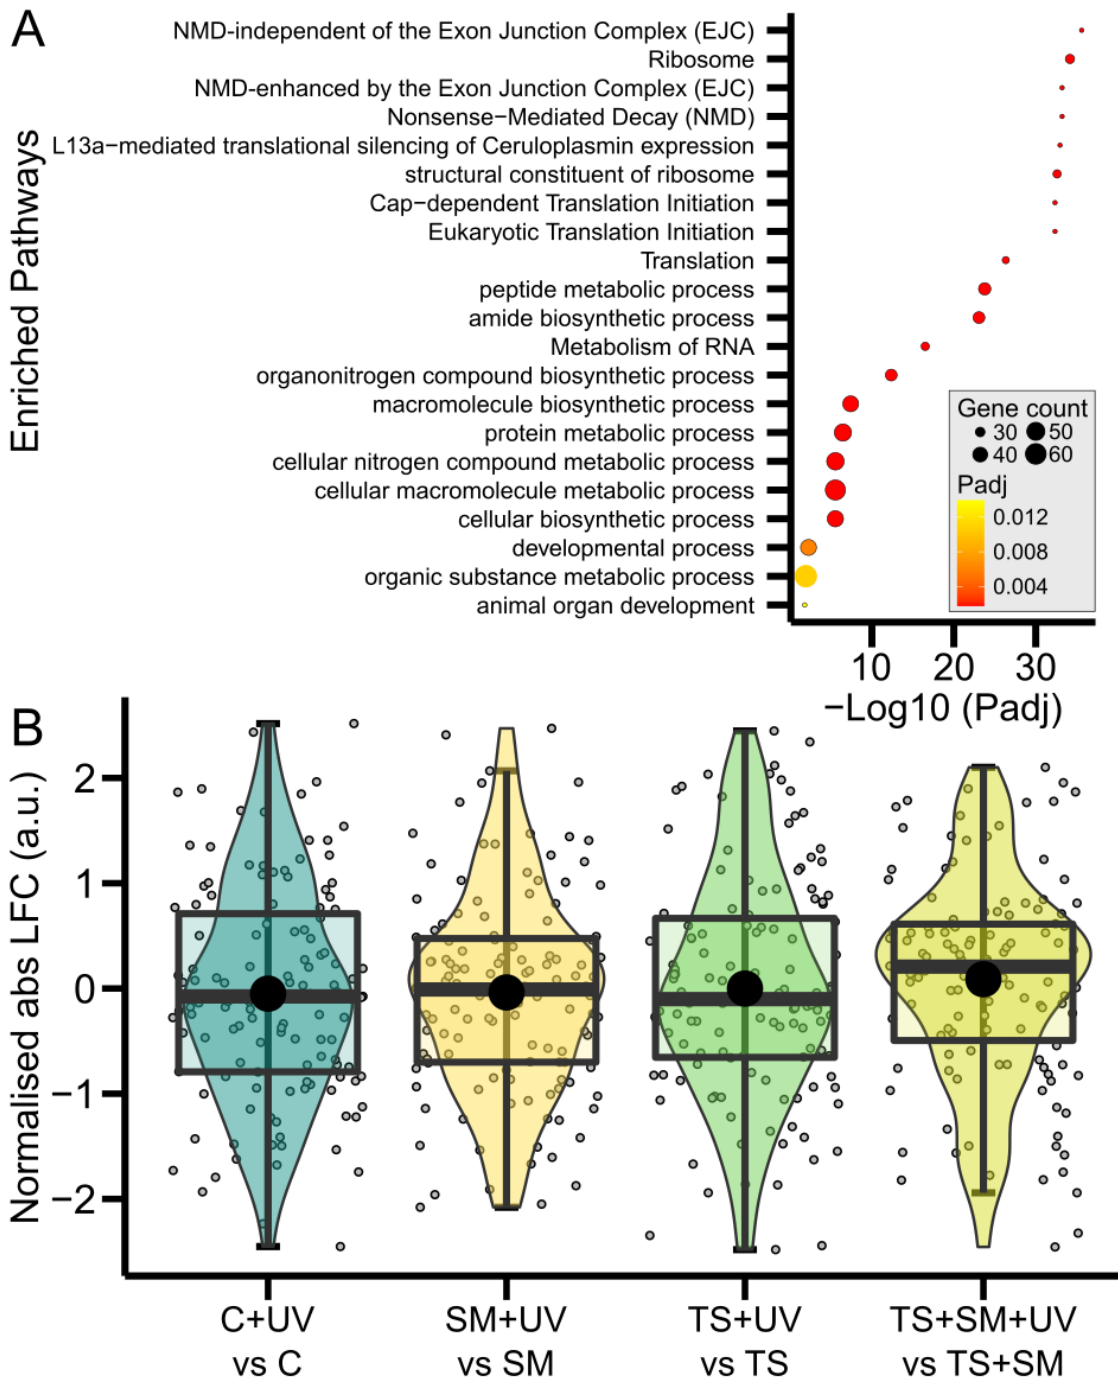 A
Enriched Pathways
NMD-independent of the Exon Junction Complex (EJC)
Ribosome
NMD-enhanced by the Exon Junction Complex (EJC)
Nonsense−Mediated Decay (NMD)
L13a−mediated translational silencing of Ceruloplasmin expression
structural constituent of ribosome
Cap−dependent Translation Initiation
Eukaryotic Translation Initiation
Translation
peptide metabolic process
amide biosynthetic process
Metabolism of RNA
organonitrogen compound biosynthetic process
macromolecule biosynthetic process
protein metabolic process
cellular nitrogen compound metabolic process
cellular macromolecule metabolic process
cellular biosynthetic process
developmental process
organic substance metabolic process
animal organ development
Gene count
30 50
40 60
Padj
0.012
0.008
0.004
10 20 30
−Log10 (Padj)
B
Normalised abs LFC (a.u.)
2
1
0
−1
−2
C+UV
vs C
SM+UV
vs SM
TS+UV
vs TS
TS+SM+UV
vs TS+SM